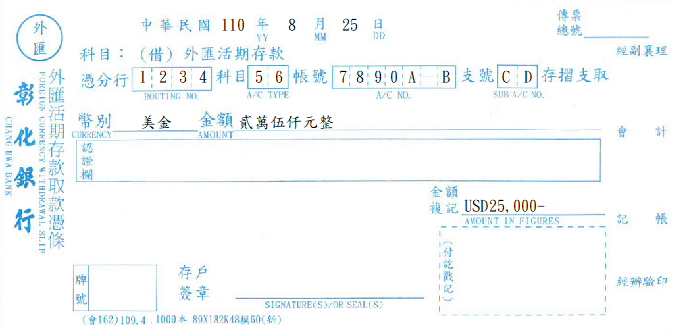 外匯
彰化銀行
CHANG HWA BANK
外匯活期存款取款憑條
FOREIGN CURRENCY WITHDRAWAL SLIP
中華民國 110 年 8 月 25 日
YY MM DD
傳票
總號
科目：(借) 外匯活期存款
經副襄理
憑分行 1 2 3 4 科目 5 6 帳號 7 8 9 0 A B 支號 C D 存摺支取
ROUTING NO. A/C TYPE A/C NO. SUB A/C NO.
幣別 美金 金額 貳萬伍仟元整
CURRENCY AMOUNT
會計
認證欄
金額
複記 USD25,000-
AMOUNT IN FIGURES
記帳
(付訖戳記)
牌號
存戶
簽章
SIGNATURE(S)/OR SEAL(S)
經辦驗印
(會162)109.4.1000本 89X182K48模60(新)